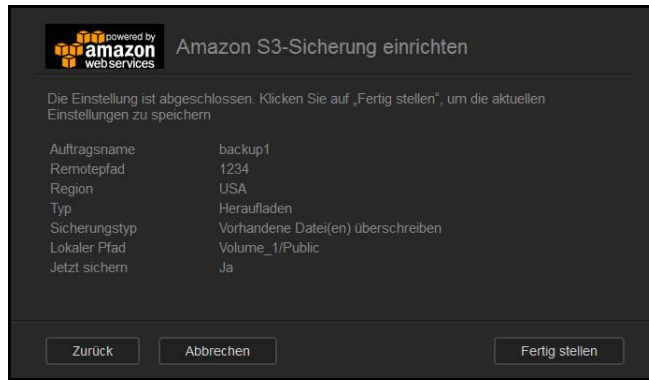 powered by
amazon
webservices
Amazon S3-Sicherung einrichten
Die Einstellung ist abgeschlossen. Klicken Sie auf „Fertig stellen“, um die aktuellen
Einstellungen zu speichern
Auftragsname backup1
Remotepfad 1234
Region USA
Typ Heraufladen
Sicherungstyp Vorhandene Datei(en) überschreiben
Lokaler Pfad Volume_1/Public
Jetzt sichern Ja
Zurück Abbrechen Fertig stellen